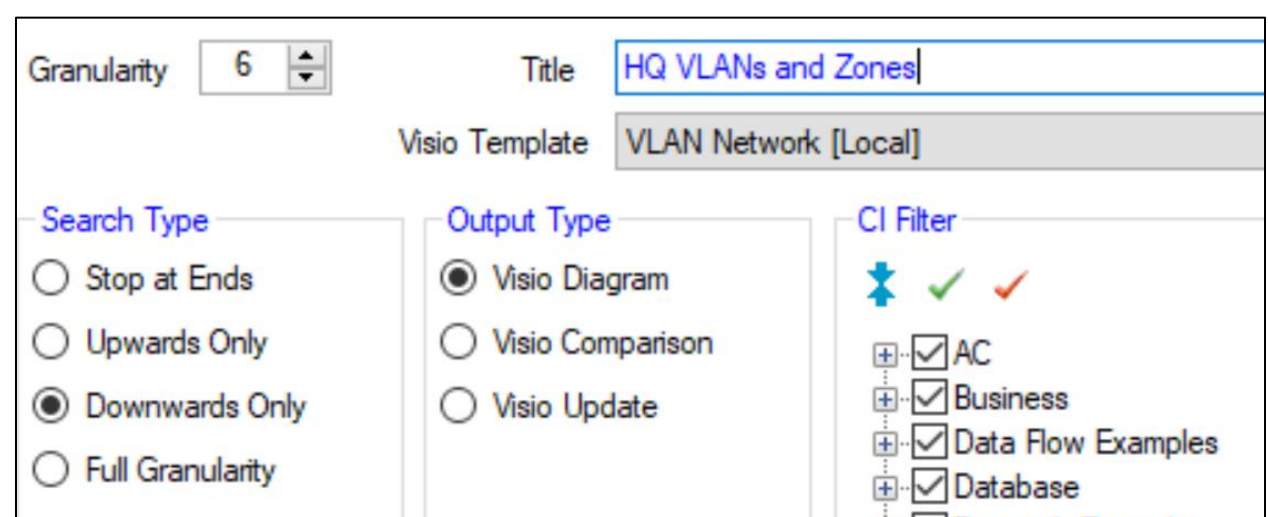 Granularity 6 Title HQ VLANs and Zones
Visio Template VLAN Network [Local]
Search Type
Stop at Ends
Upwards Only
Downwards Only
Full Granularity
Output Type
Visio Diagram
Visio Comparison
Visio Update
CI Filter
AC
Business
Data Flow Examples
Database